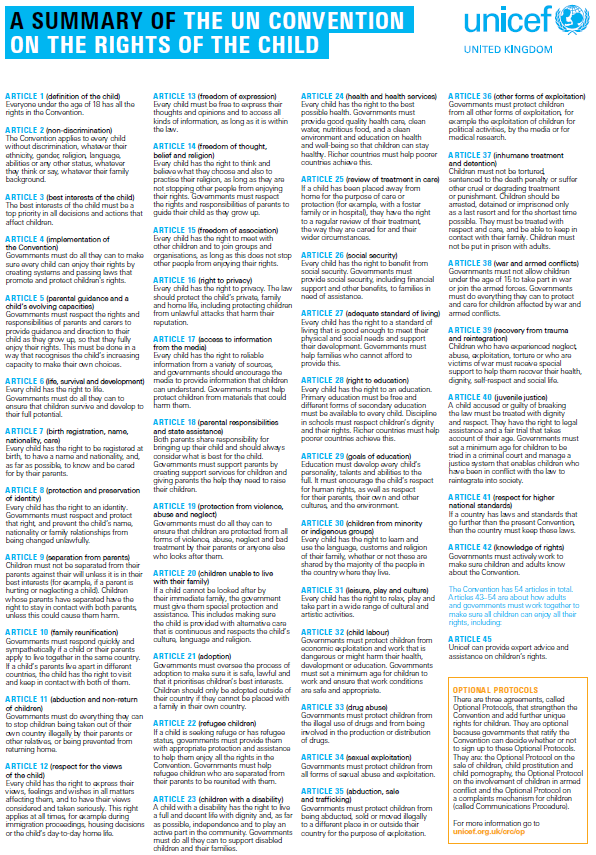 A SUMMARY OF THE UN CONVENTION
ON THE RIGHTS OF THE CHILD
unicef
UNITED KINGDOM
ARTICLE 1 (definition of the child)
Everyone under the age of 18 has all the
rights in the Convention.
ARTICLE 2 (non-discrimination)
The Convention applies to every child
without discrimination, whatever their
ethnicity, gender, religion, language,
abilities or any other status, whatever
they think or say, whatever their family
background.
ARTICLE 3 (best interests of the child)
The best interests of the child must be a
top priority in all decisions and actions that
affect children.
ARTICLE 4 (implementation of
the Convention)
Governments must do all they can to make
sure every child can enjoy their rights by
creating systems and passing laws that
promote and protect children's rights.
ARTICLE 5 (parental guidance and a
child's evolving capacities)
Governments must respect the rights and
responsibilities of parents and carers to
provide guidance and direction to their
child as they grow up, so that they fully
enjoy their rights. This must be done in a
way that recognises the child's increasing
capacity to make their own choices.
ARTICLE 6 (life, survival and development)
Every child has the right to life.
Governments must do all they can to
ensure that children survive and develop to
their full potential.
ARTICLE 7 (birth registration, name,
nationality, care)
Every child has the right to be registered at
birth, to have a name and nationality, and,
as far as possible, to know and be cared
for by their parents.
ARTICLE 8 (protection and preservation
of identity)
Every child has the right to an identity.
Governments must respect and protect
that right, and prevent the child's name,
nationality or family relationships from
being changed unlawfully.
ARTICLE 9 (separation from parents)
Children must not be separated from their
parents against their will unless it is in their
best interests (for example, if a parent is
hurting or neglecting a child). Children
whose parents have separated have the
right to stay in contact with both parents,
unless this could cause them harm.
ARTICLE 10 (family reunification)
Governments must respond quickly and
sympathetically if a child or their parents
apply to live together in the same country.
If a child's parents live apart in different
countries, the child has the right to visit
and keep in contact with both of them.
ARTICLE 11 (abduction and non-return
of children)
Governments must do everything they can
to stop children being taken out of their
own country illegally by their parents or
other relatives, or being prevented from
returning home.
ARTICLE 12 (respect for the views
of the child)
Every child has the right to express their
views, feelings and wishes in all matters
affecting them, and to have their views
considered and taken seriously. This right
applies at all times, for example during
immigration proceedings, housing decisions
or the child's day-to-day home life.
ARTICLE 13 (freedom of expression)
Every child must be free to express their
thoughts and opinions and to access all
kinds of information, as long as it is within
the law.
ARTICLE 14 (freedom of thought,
belief and religion)
Every child has the right to think and
believe what they choose and also to
practise their religion, as long as they are
not stopping other people from enjoying
their rights. Governments must respect
the rights and responsibilities of parents to
guide their child as they grow up.
ARTICLE 15 (freedom of association)
Every child has the right to meet with
other children and to join groups and
organisations, as long as this does not stop
other people from enjoying their rights.
ARTICLE 16 (right to privacy)
Every child has the right to privacy. The law
should protect the child's private, family
and home life, including protecting children
from unlawful attacks that harm their
reputation.
ARTICLE 17 (access to information
from the media)
Every child has the right to reliable
information from a variety of sources,
and governments should encourage the
media to provide information that children
can understand. Governments must help
protect children from materials that could
harm them.
ARTICLE 18 (parental responsibilities
and state assistance)
Both parents share responsibility for
bringing up their child and should always
consider what is best for the child.
Governments must support parents by
creating support services for children and
giving parents the help they need to raise
their children.
ARTICLE 19 (protection from violence,
abuse and neglect)
Governments must do all they can to
ensure that children are protected from all
forms of violence, abuse, neglect and bad
treatment by their parents or anyone else
who looks after them.
ARTICLE 20 (children unable to live
with their family)
If a child cannot be looked after by
their immediate family, the government
must give them special protection and
assistance. This includes making sure
the child is provided with alternative care
that is continuous and respects the child's
culture, language and religion.
ARTICLE 21 (adoption)
Governments must oversee the process of
adoption to make sure it is safe, lawful and
that it prioritises children's best interests.
Children should only be adopted outside of
their country if they cannot be placed with
a family in their own country.
ARTICLE 22 (refugee children)
If a child is seeking refuge or has refugee
status, governments must provide them
with appropriate protection and assistance
to help them enjoy all the rights in the
Convention. Governments must help
refugee children who are separated from
their parents to be reunited with them.
ARTICLE 23 (children with a disability)
A child with a disability has the right to live
a full and decent life with dignity and, as far
as possible, independence and to play an
active part in the community. Governments
must do all they can to support disabled
children and their families.
ARTICLE 24 (health and health services)
Every child has the right to the best
possible health. Governments must
provide good quality health care, clean
water, nutritious food, and a clean
environment and education on health
and well-being so that children can stay
healthy. Richer countries must help poorer
countries achieve this.
ARTICLE 25 (review of treatment in care)
If a child has been placed away from
home for the purpose of care or
protection (for example, with a foster
family or in hospital), they have the right
to a regular review of their treatment,
the way they are cared for and their
wider circumstances.
ARTICLE 26 (social security)
Every child has the right to benefit from
social security. Governments must
provide social security, including financial
support and other benefits, to families in
need of assistance.
ARTICLE 27 (adequate standard of living)
Every child has the right to a standard of
living that is good enough to meet their
physical and social needs and support
their development. Governments must
help families who cannot afford to
provide this.
ARTICLE 28 (right to education)
Every child has the right to an education.
Primary education must be free and
different forms of secondary education
must be available to every child. Discipline
in schools must respect children's dignity
and their rights. Richer countries must help
poorer countries achieve this.
ARTICLE 29 (goals of education)
Education must develop every child's
personality, talents and abilities to the
full. It must encourage the child's respect
for human rights, as well as respect
for their parents, their own and other
cultures, and the environment.
ARTICLE 30 (children from minority
or indigenous groups)
Every child has the right to learn and
use the language, customs and religion
of their family, whether or not these are
shared by the majority of the people in
the country where they live.
ARTICLE 31 (leisure, play and culture)
Every child has the right to relax, play and
take part in a wide range of cultural and
artistic activities.
ARTICLE 32 (child labour)
Governments must protect children from
economic exploitation and work that is
dangerous or might harm their health,
development or education. Governments
must set a minimum age for children to
work and ensure that work conditions
are safe and appropriate.
ARTICLE 33 (drug abuse)
Governments must protect children from
the illegal use of drugs and from being
involved in the production or distribution
of drugs.
ARTICLE 34 (sexual exploitation)
Governments must protect children from
all forms of sexual abuse and exploitation.
ARTICLE 35 (abduction, sale
and trafficking)
Governments must protect children from
being abducted, sold or moved illegally
to a different place in or outside their
country for the purpose of exploitation.
ARTICLE 36 (other forms of exploitation)
Governments must protect children
from all other forms of exploitation, for
example the exploitation of children for
political activities, by the media or for
medical research.
ARTICLE 37 (inhumane treatment
and detention)
Children must not be tortured,
sentenced to the death penalty or suffer
other cruel or degrading treatment
or punishment. Children should be
arrested, detained or imprisoned only
as a last resort and for the shortest time
possible. They must be treated with
respect and care, and be able to keep in
contact with their family. Children must
not be put in prison with adults.
ARTICLE 38 (war and armed conflicts)
Governments must not allow children
under the age of 15 to take part in war
or join the armed forces. Governments
must do everything they can to protect
and care for children affected by war and
armed conflicts.
ARTICLE 39 (recovery from trauma
and reintegration)
Children who have experienced neglect,
abuse, exploitation, torture or who are
victims of war must receive special
support to help them recover their health,
dignity, self-respect and social life.
ARTICLE 40 (juvenile justice)
A child accused or guilty of breaking
the law must be treated with dignity
and respect. They have the right to legal
assistance and a fair trial that takes
account of their age. Governments must
set a minimum age for children to be
tried in a criminal court and manage a
justice system that enables children who
have been in conflict with the law to
reintegrate into society.
ARTICLE 41 (respect for higher
national standards)
If a country has laws and standards that
go further than the present Convention,
then the country must keep these laws.
ARTICLE 42 (knowledge of rights)
Governments must actively work to
make sure children and adults know
about the Convention.
The Convention has 54 articles in total.
Articles 43–54 are about how adults
and governments must work together to
make sure all children can enjoy all their
rights, including:
ARTICLE 45
Unicef can provide expert advice and
assistance on children's rights.
OPTIONAL PROTOCOLS
There are three agreements, called
Optional Protocols, that strengthen the
Convention and add further unique
rights for children. They are optional
because governments that ratify the
Convention can decide whether or not
to sign up to these Optional Protocols.
They are: the Optional Protocol on the
sale of children, child prostitution and
child pornography, the Optional Protocol
on the involvement of children in armed
conflict and the Optional Protocol on
a complaints mechanism for children
(called Communications Procedure).
For more information go to
unicef.org.uk/crc/op